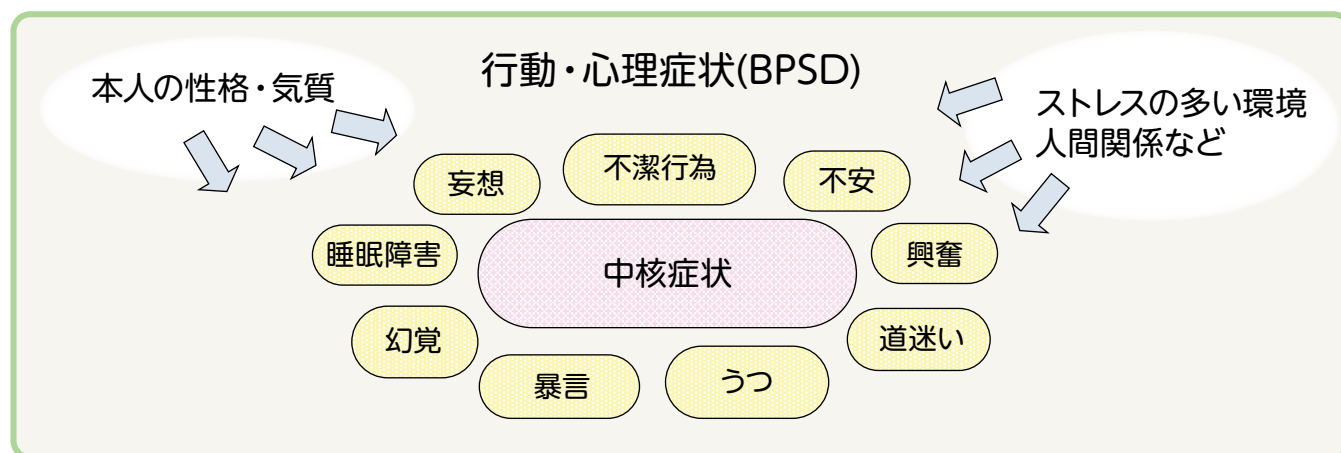 行動・心理症状(BPSD)
本人の性格・気質
ストレスの多い環境
人間関係など
妄想
不潔行為
不安
睡眠障害
中核症状
興奮
幻覚
道迷い
暴言
うつ